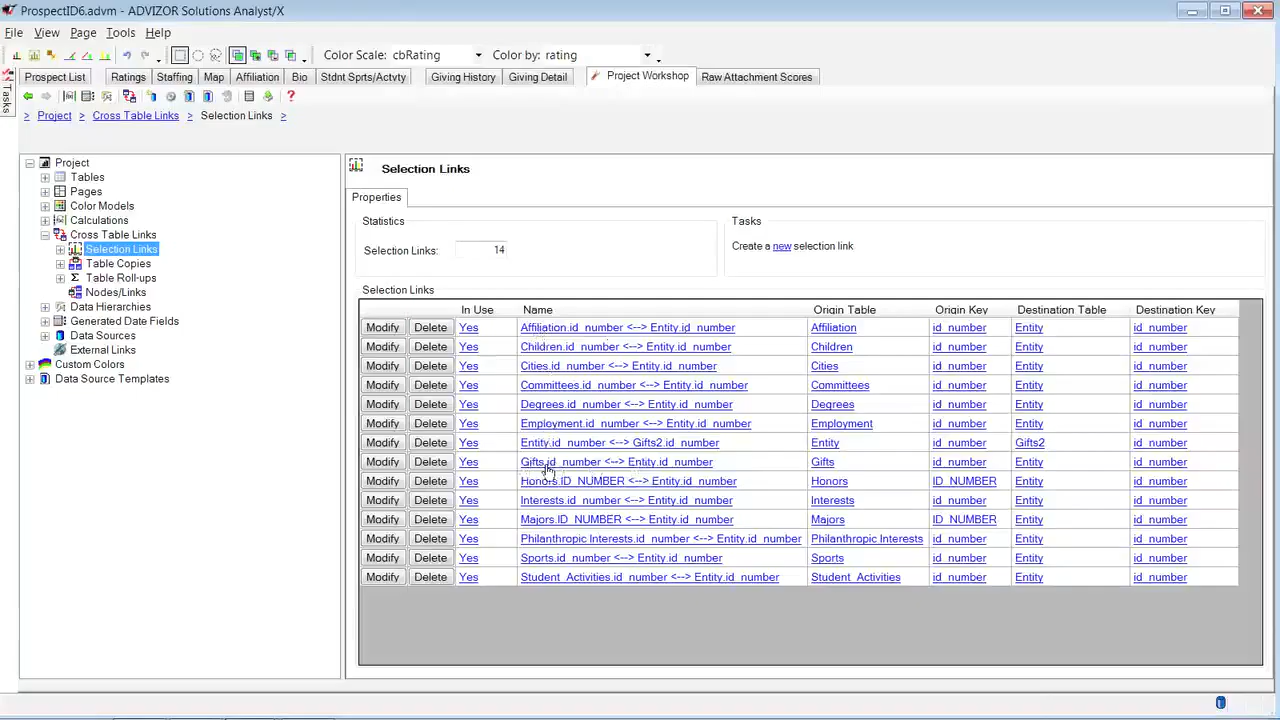 ProspectID6.advm - ADVIZOR Solutions Analyst/X
File View Page Tools Help
Color Scale: cbRating Color by: rating
Prospect List Ratings Staffing Map Affiliation Bio Stdnt Sprts/Actvty Giving History Giving Detail Project Workshop Raw Attachment Scores
Tasks
> Project > Cross Table Links > Selection Links >
Project
Tables
Pages
Color Models
Calculations
Cross Table Links
Selection Links
Table Copies
Table Roll-ups
Nodes/Links
Data Hierarchies
Generated Date Fields
Data Sources
External Links
Custom Colors
Data Source Templates
Selection Links
Properties
Statistics
Selection Links: 14
Tasks
Create a new selection link
Selection Links
In Use Name Origin Table Origin Key Destination Table Destination Key
Modify Delete Yes Affiliation.id_number <--> Entity.id_number Affiliation id_number Entity id_number
Modify Delete Yes Children.id_number <--> Entity.id_number Children id_number Entity id_number
Modify Delete Yes Cities.id_number <--> Entity.id_number Cities id_number Entity id_number
Modify Delete Yes Committees.id_number <--> Entity.id_number Committees id_number Entity id_number
Modify Delete Yes Degrees.id_number <--> Entity.id_number Degrees id_number Entity id_number
Modify Delete Yes Employment.id_number <--> Entity.id_number Employment id_number Entity id_number
Modify Delete Yes Entity.id_number <--> Gifts2.id_number Entity id_number Gifts2 id_number
Modify Delete Yes Gifts.id_number <--> Entity.id_number Gifts id_number Entity id_number
Modify Delete Yes Honors.ID_NUMBER <--> Entity.id_number Honors ID_NUMBER Entity id_number
Modify Delete Yes Interests.id_number <--> Entity.id_number Interests id_number Entity id_number
Modify Delete Yes Majors.ID_NUMBER <--> Entity.id_number Majors ID_NUMBER Entity id_number
Modify Delete Yes Philanthropic Interests.id_number <--> Entity.id_number Philanthropic Interests id_number Entity id_number
Modify Delete Yes Sports.id_number <--> Entity.id_number Sports id_number Entity id_number
Modify Delete Yes Student_Activities.id_number <--> Entity.id_number Student_Activities id_number Entity id_number